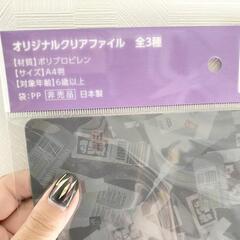 オリジナルクリアファイル 全3種
【材質】ポリプロピレン
【サイズ】A4判
【対象年齢】6歳以上
袋:PP 非売品 日本製